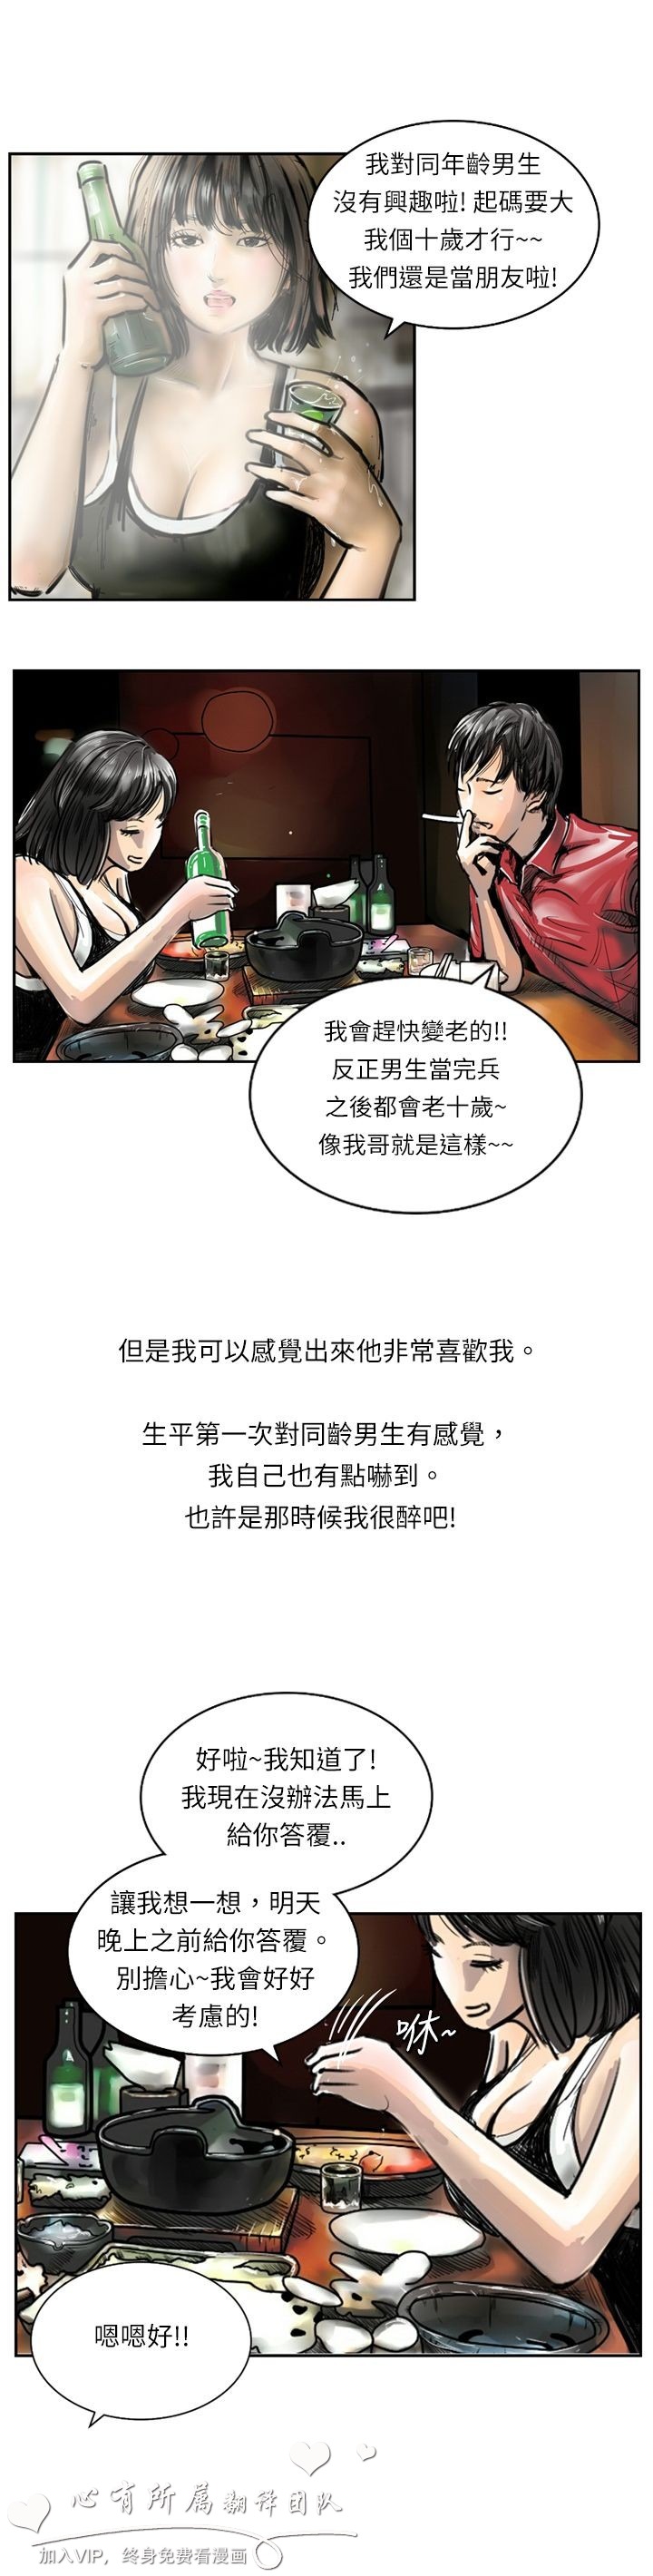 我對同年齡男生
沒有興趣啦! 起碼要大
我個十歲才行~~
我們還是當朋友啦!
我會趕快變老的!!
反正男生當完兵
之後都會老十歲~
像我哥就是這樣~~
但是我可以感覺出來他非常喜歡我。
生平第一次對同齡男生有感覺，
我自己也有點嚇到。
也許是那時候我很醉吧!
好啦~我知道了!
我現在沒辦法馬上
給你答覆..
讓我想一想，明天
晚上之前給你答覆。
別擔心~我會好好
考慮的!
咻~
嗯嗯好!!
心有所属翻译团队
加入VIP，终身免费看漫画